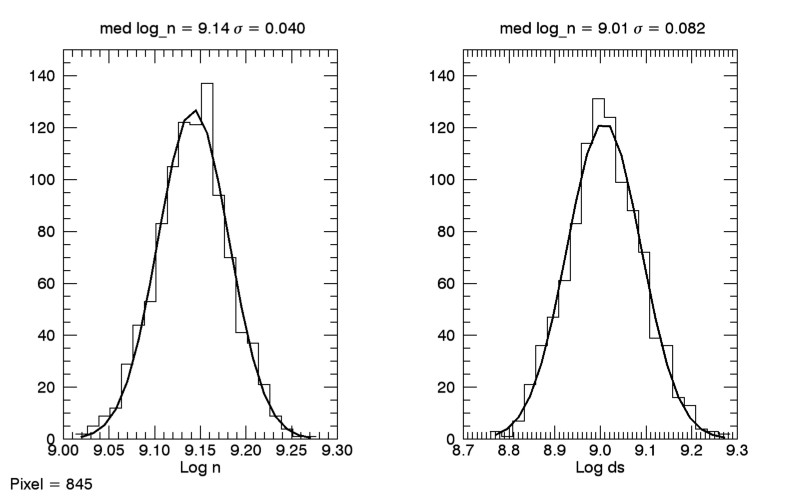 med log_n = 9.14 σ = 0.040
med log_n = 9.01 σ = 0.082
140
120
100
80
60
40
20
0
9.00 9.05 9.10 9.15 9.20 9.25 9.30
Log n
140
120
100
80
60
40
20
0
8.7 8.8 8.9 9.0 9.1 9.2 9.3
Log ds
Pixel = 845